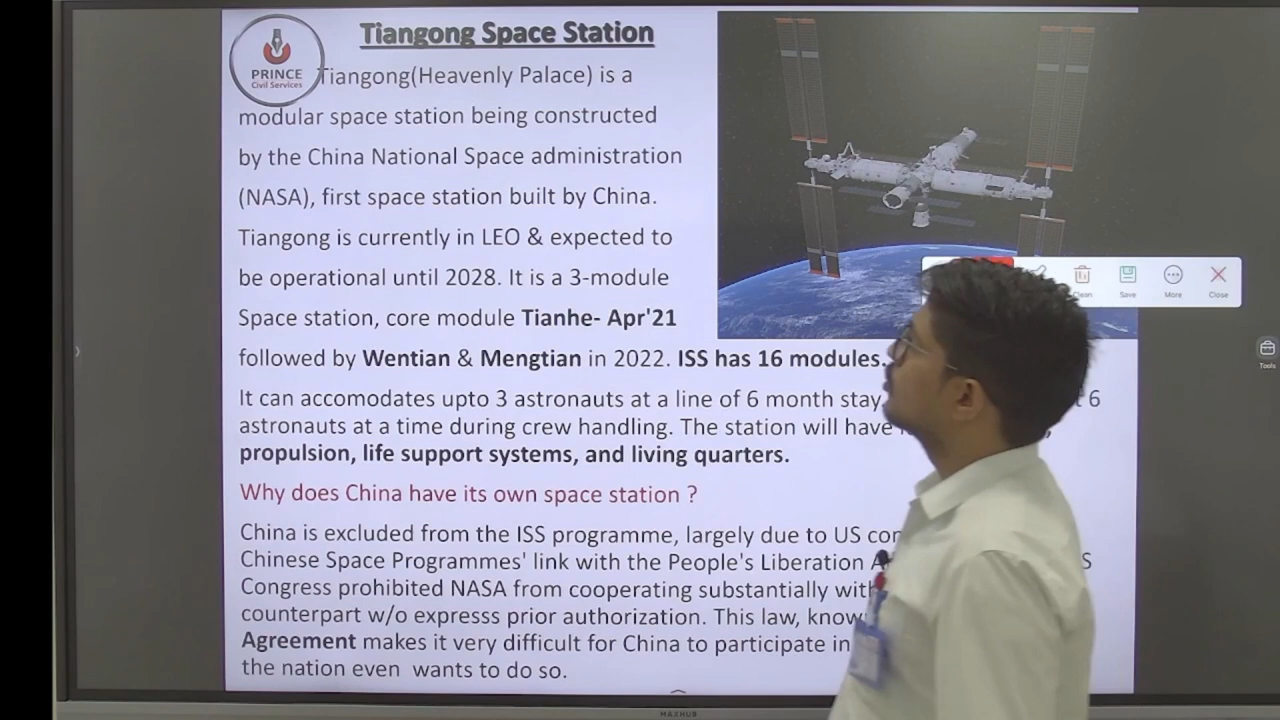 Tiangong Space Station
PRINCE
Civil Services
Tiangong(Heavenly Palace) is a
modular space station being constructed
by the China National Space administration
(NASA), first space station built by China.
Tiangong is currently in LEO & expected to
be operational until 2028. It is a 3-module
Space station, core module Tianhe- Apr'21
followed by Wentian & Mengtian in 2022. ISS has 16 modules.
It can accomodates upto 3 astronauts at a line of 6 month stay 6
astronauts at a time during crew handling. The station will have
propulsion, life support systems, and living quarters.
Why does China have its own space station ?
China is excluded from the ISS programme, largely due to US
Chinese Space Programmes' link with the People's Liberation
Congress prohibited NASA from cooperating substantially
counterpart w/o expresss prior authorization. This law,
Agreement makes it very difficult for China to participate in
the nation even wants to do so.
Clean
Save
More
Close
Tools
MAXHUB